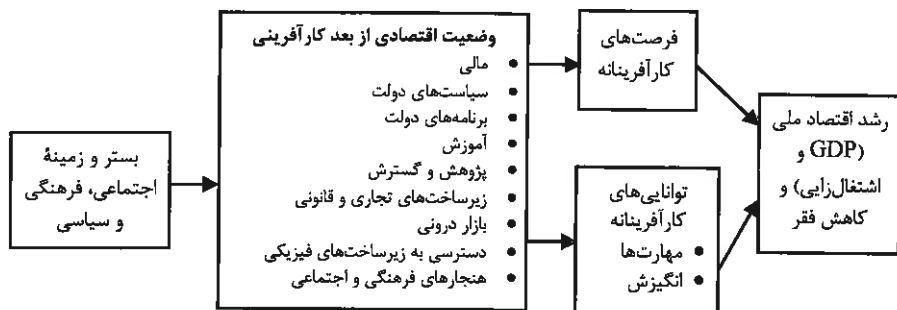 بستر و زمینهٔ
اجتماعی، فرهنگی
و سیاسی
وضعیت اقتصادی از بعد کارآفرینی
● مالی
● سیاست‌های دولت
● برنامه‌های دولت
● آموزش
● پژوهش و گسترش
● زیرساخت‌های تجاری و قانونی
● بازار درونی
● دسترسی به زیرساخت‌های فیزیکی
● هنجارهای فرهنگی و اجتماعی
فرصت‌های
کارآفرینانه
توانایی‌های
کارآفرینانه
● مهارت‌ها
● انگیزش
رشد اقتصاد ملی
(GDP و
اشتغال‌زایی) و
کاهش فقر